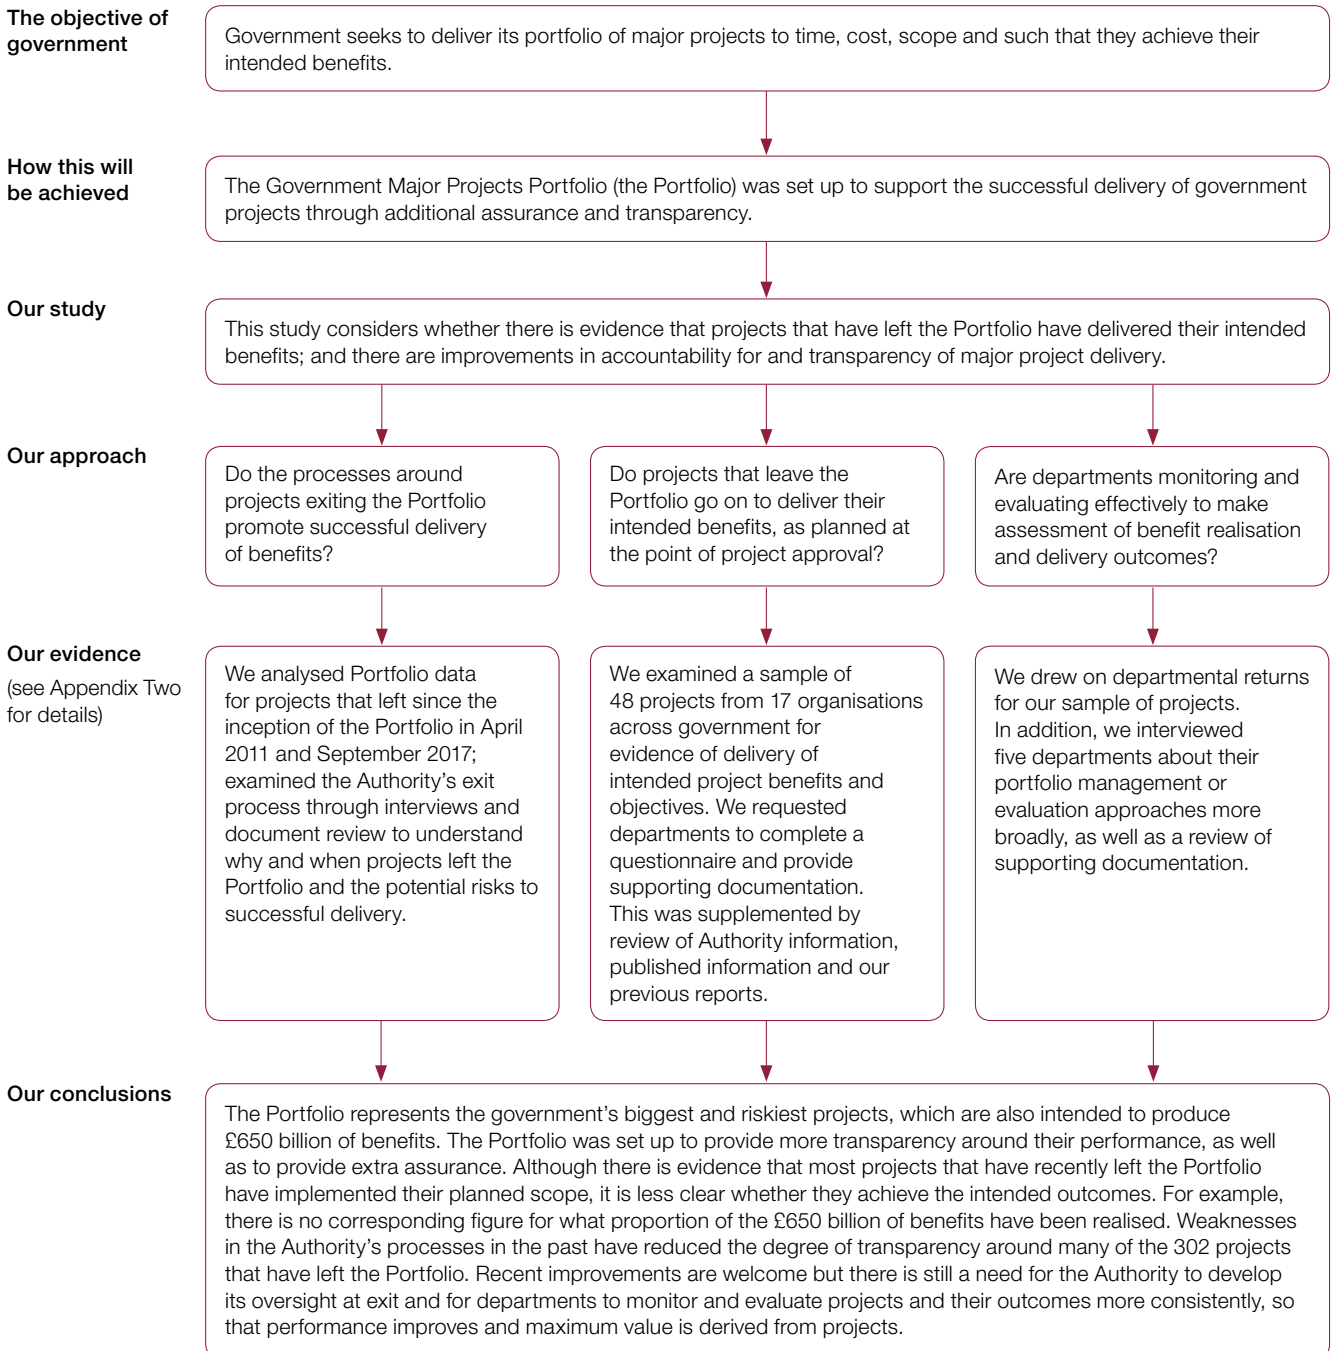 The objective of
government
Government seeks to deliver its portfolio of major projects to time, cost, scope and such that they achieve their
intended benefits.
How this will
be achieved
The Government Major Projects Portfolio (the Portfolio) was set up to support the successful delivery of government
projects through additional assurance and transparency.
Our study
This study considers whether there is evidence that projects that have left the Portfolio have delivered their intended
benefits; and there are improvements in accountability for and transparency of major project delivery.
Our approach
Do the processes around
projects exiting the Portfolio
promote successful delivery
of benefits?
Do projects that leave the
Portfolio go on to deliver their
intended benefits, as planned at
the point of project approval?
Are departments monitoring and
evaluating effectively to make
assessment of benefit realisation
and delivery outcomes?
Our evidence
(see Appendix Two
for details)
We analysed Portfolio data
for projects that left since the
inception of the Portfolio in April
2011 and September 2017;
examined the Authority’s exit
process through interviews and
document review to understand
why and when projects left the
Portfolio and the potential risks to
successful delivery.
We examined a sample of
48 projects from 17 organisations
across government for
evidence of delivery of
intended project benefits and
objectives. We requested
departments to complete a
questionnaire and provide
supporting documentation.
This was supplemented by
review of Authority information,
published information and our
previous reports.
We drew on departmental returns
for our sample of projects.
In addition, we interviewed
five departments about their
portfolio management or
evaluation approaches more
broadly, as well as a review of
supporting documentation.
Our conclusions
The Portfolio represents the government’s biggest and riskiest projects, which are also intended to produce
£650 billion of benefits. The Portfolio was set up to provide more transparency around their performance, as well
as to provide extra assurance. Although there is evidence that most projects that have recently left the Portfolio
have implemented their planned scope, it is less clear whether they achieve the intended outcomes. For example,
there is no corresponding figure for what proportion of the £650 billion of benefits have been realised. Weaknesses
in the Authority’s processes in the past have reduced the degree of transparency around many of the 302 projects
that have left the Portfolio. Recent improvements are welcome but there is still a need for the Authority to develop
its oversight at exit and for departments to monitor and evaluate projects and their outcomes more consistently, so
that performance improves and maximum value is derived from projects.